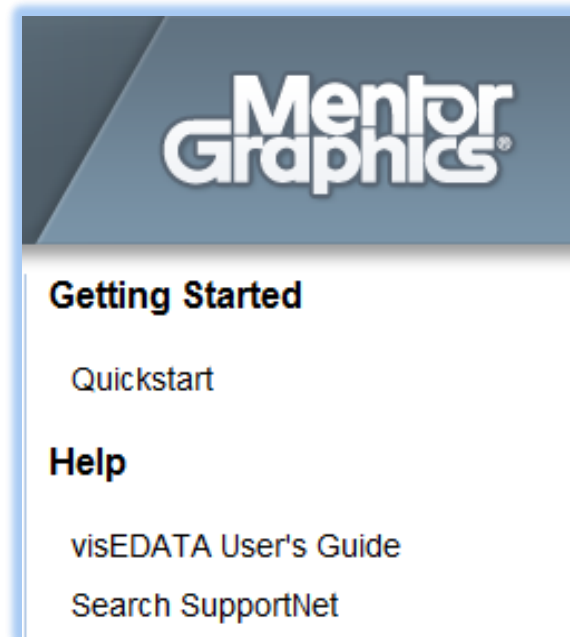 Mentor
Graphics®
Getting Started
Quickstart
Help
visEDATA User's Guide
Search SupportNet